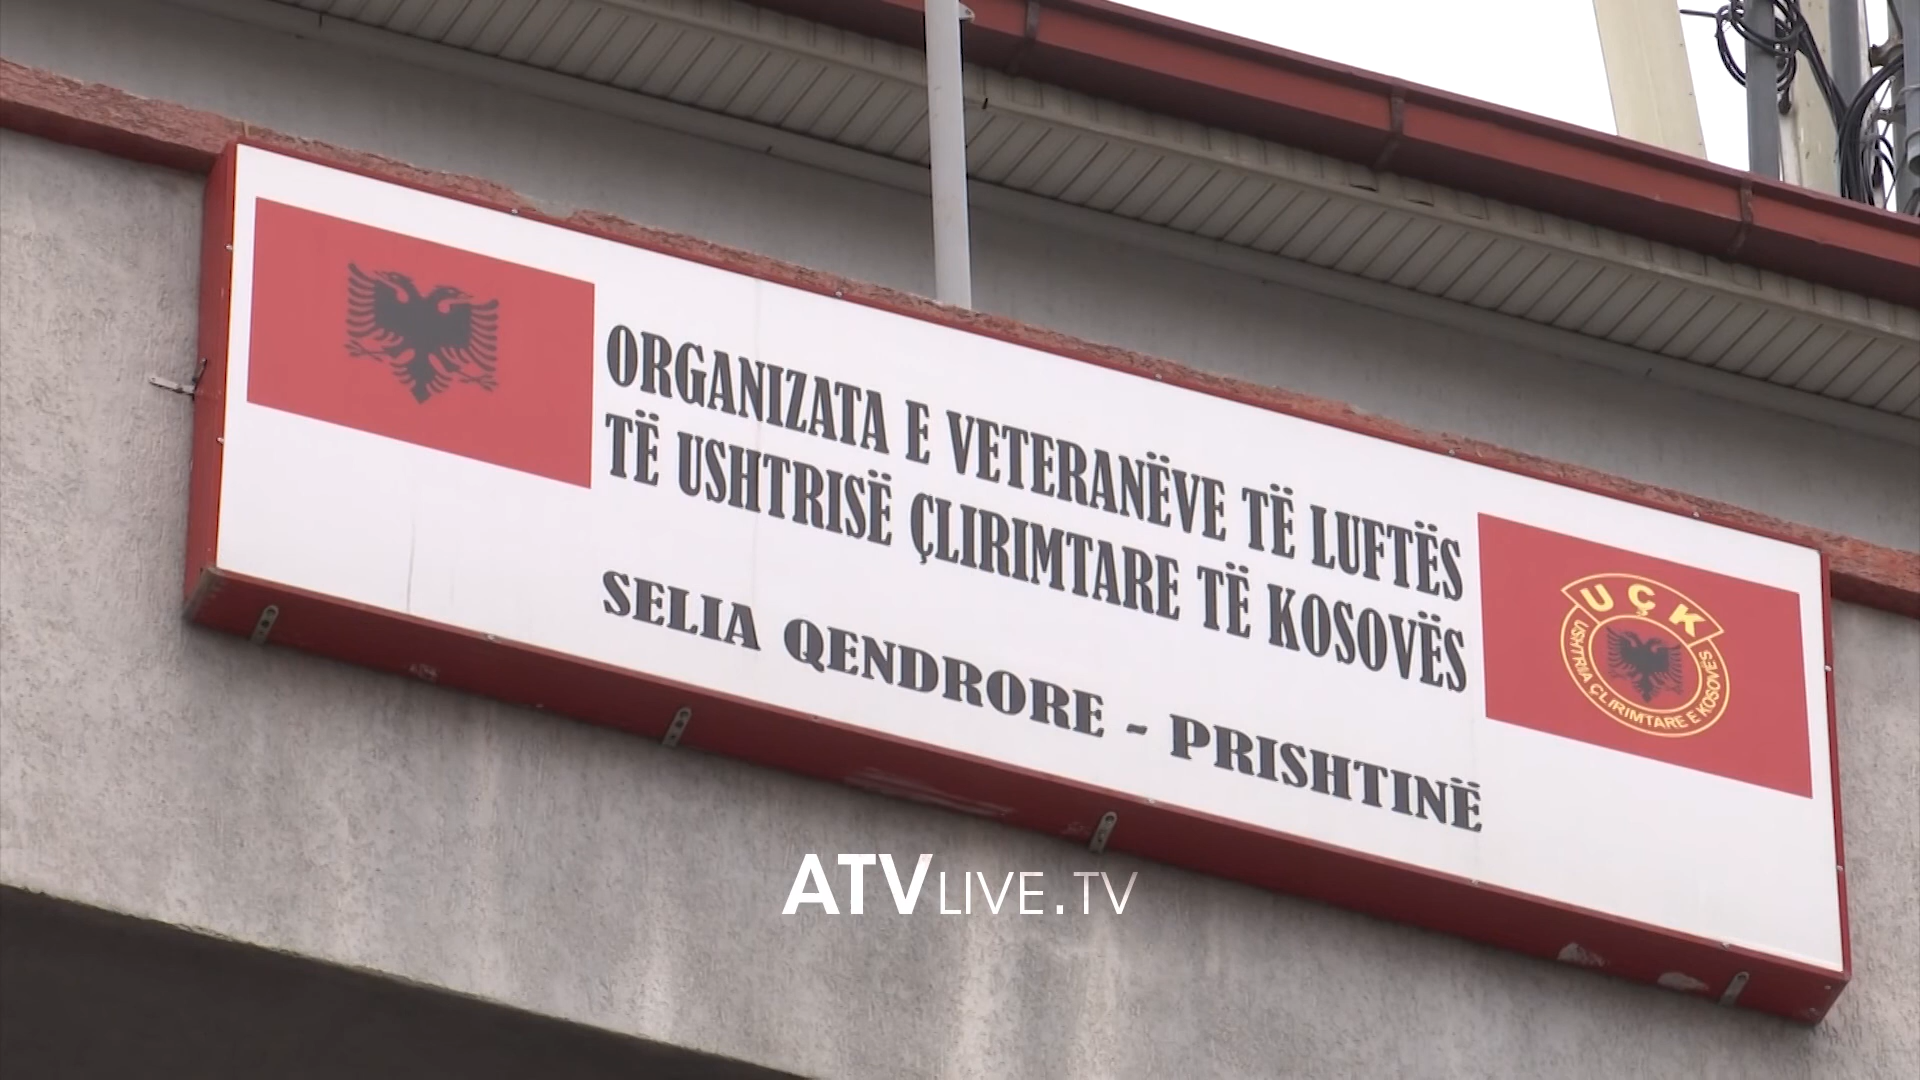 ORGANIZATA E VETERANËVE TË LUFTËS
TË USHTRISË ÇLIRIMTARE TË KOSOVËS
SELIA QENDRORE - PRISHTINË
UÇK
USHTRIA ÇLIRIMTARE E KOSOVËS
ATVLIVE.TV